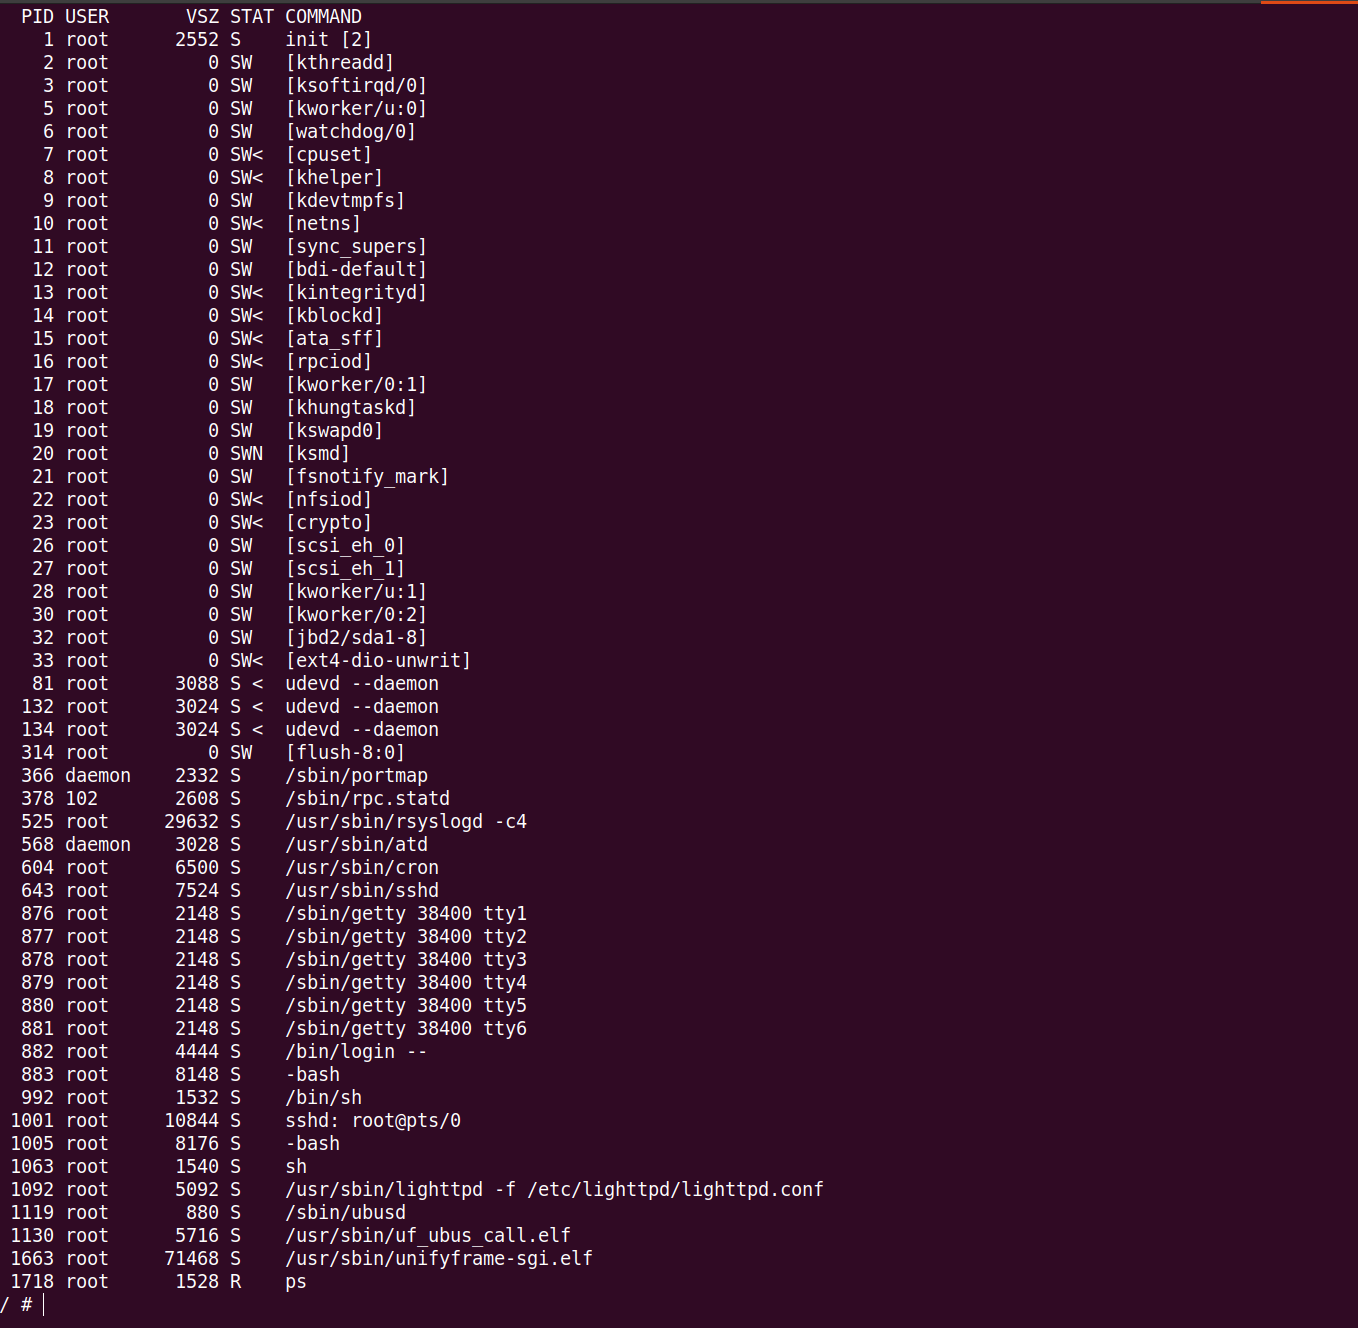 PID USER       VSZ STAT COMMAND
    1 root      2552 S    init [2]
    2 root         0 SW   [kthreadd]
    3 root         0 SW   [ksoftirqd/0]
    5 root         0 SW   [kworker/u:0]
    6 root         0 SW   [watchdog/0]
    7 root         0 SW<  [cpuset]
    8 root         0 SW<  [khelper]
    9 root         0 SW   [kdevtmpfs]
   10 root         0 SW<  [netns]
   11 root         0 SW   [sync_supers]
   12 root         0 SW   [bdi-default]
   13 root         0 SW<  [kintegrityd]
   14 root         0 SW<  [kblockd]
   15 root         0 SW<  [ata_sff]
   16 root         0 SW<  [rpciod]
   17 root         0 SW   [kworker/0:1]
   18 root         0 SW   [khungtaskd]
   19 root         0 SW   [kswapd0]
   20 root         0 SWN  [ksmd]
   21 root         0 SW   [fsnotify_mark]
   22 root         0 SW<  [nfsiod]
   23 root         0 SW<  [crypto]
   26 root         0 SW   [scsi_eh_0]
   27 root         0 SW   [scsi_eh_1]
   28 root         0 SW   [kworker/u:1]
   30 root         0 SW   [kworker/0:2]
   32 root         0 SW   [jbd2/sda1-8]
   33 root         0 SW<  [ext4-dio-unwrit]
   81 root      3088 S <  udevd --daemon
  132 root      3024 S <  udevd --daemon
  134 root      3024 S <  udevd --daemon
  314 root         0 SW   [flush-8:0]
  366 daemon    2332 S    /sbin/portmap
  378 102       2608 S    /sbin/rpc.statd
  525 root     29632 S    /usr/sbin/rsyslogd -c4
  568 daemon    3028 S    /usr/sbin/atd
  604 root      6500 S    /usr/sbin/cron
  643 root      7524 S    /usr/sbin/sshd
  876 root      2148 S    /sbin/getty 38400 tty1
  877 root      2148 S    /sbin/getty 38400 tty2
  878 root      2148 S    /sbin/getty 38400 tty3
  879 root      2148 S    /sbin/getty 38400 tty4
  880 root      2148 S    /sbin/getty 38400 tty5
  881 root      2148 S    /sbin/getty 38400 tty6
  882 root      4444 S    /bin/login --
  883 root      8148 S    -bash
  992 root      1532 S    /bin/sh
 1001 root     10844 S    sshd: root@pts/0
 1005 root      8176 S    -bash
 1063 root      1540 S    sh
 1092 root      5092 S    /usr/sbin/lighttpd -f /etc/lighttpd/lighttpd.conf
 1119 root       880 S    /sbin/ubusd
 1130 root      5716 S    /usr/sbin/uf_ubus_call.elf
 1663 root     71468 S    /usr/sbin/unifyframe-sgi.elf
 1718 root      1528 R    ps
/ #